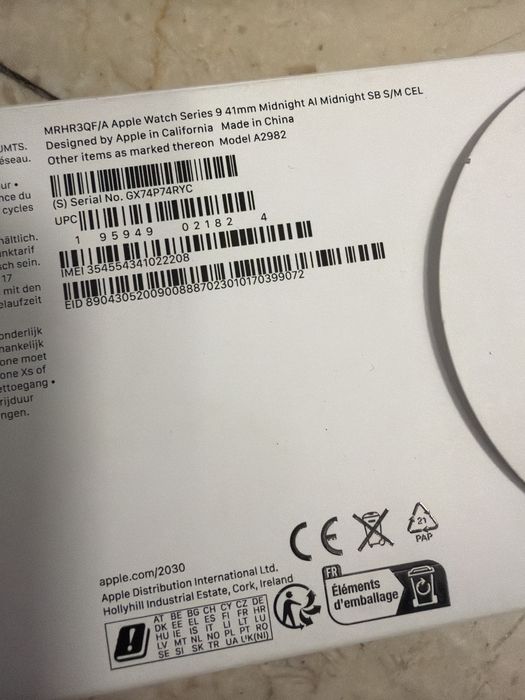 MRHR3QF/A Apple Watch Series 9 41mm Midnight Al Midnight SB S/M CEL
Designed by Apple in California Made in China
Other items as marked thereon Model A2982
(S) Serial No. GX74P74RYC
UPC
1 95949 02182 4
IMEI 354554341022208
EID 89043052009008887023010170399072
UMTS.
éseau.
ur •
nce du
cycles
hältlich.
nktarif
sch sein.
17
mit den
elaufzeit
onderlijk
hankelijk
one moet
one Xs of
ettoegang •
rijduur
ngen.
CE
21
PAP
apple.com/2030
Apple Distribution International Ltd.
Hollyhill Industrial Estate, Cork, Ireland
AT BE BG CH CY CZ DE
DK EE EL ES FI FR HR
HU IE IS IT LI LT LU
LV MT NL NO PL PT RO
SE SI SK TR UA UK(NI)
FR
Éléments
d'emballage